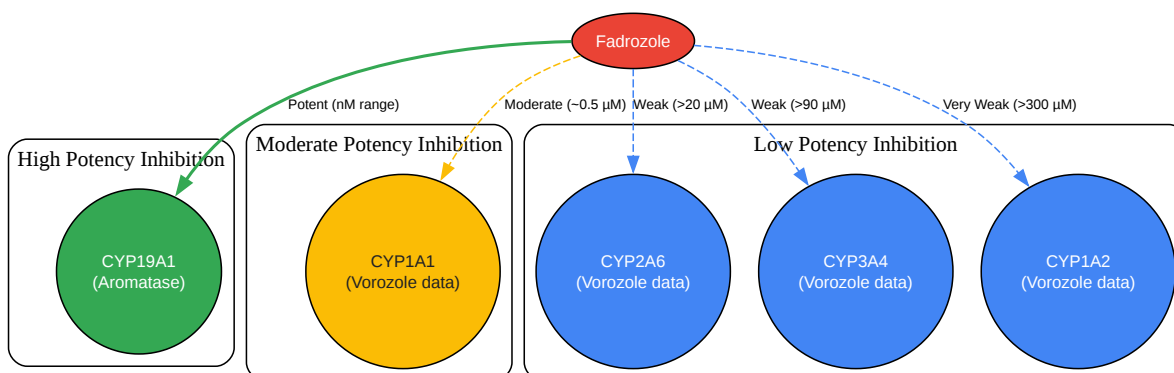 Fadrozole
Potent (nM range)
Moderate (~0.5 µM)
Weak (>20 µM)
Weak (>90 µM)
Very Weak (>300 µM)
High Potency Inhibition
Moderate Potency Inhibition
Low Potency Inhibition
CYP19A1
(Aromatase)
CYP1A1
(Vorozole data)
CYP2A6
(Vorozole data)
CYP3A4
(Vorozole data)
CYP1A2
(Vorozole data)